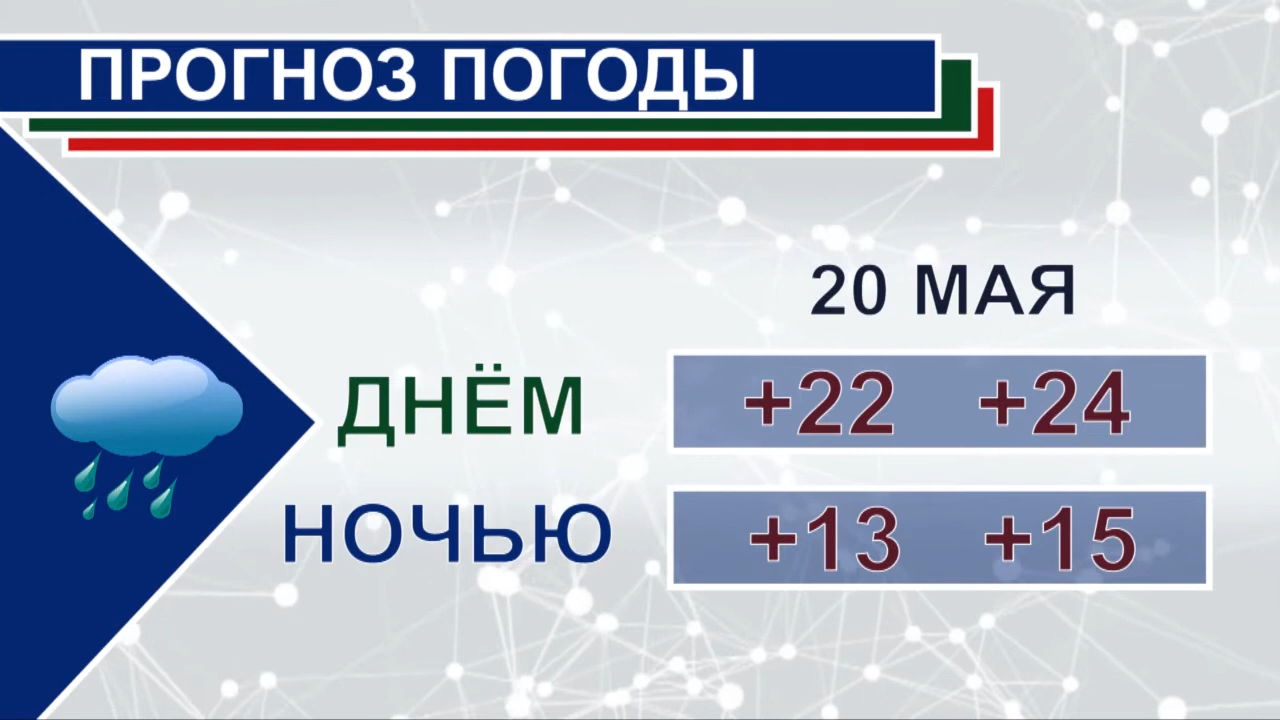 ПРОГНОЗ ПОГОДЫ
20 МАЯ
ДНЁМ +22 +24
НОЧЬЮ +13 +15